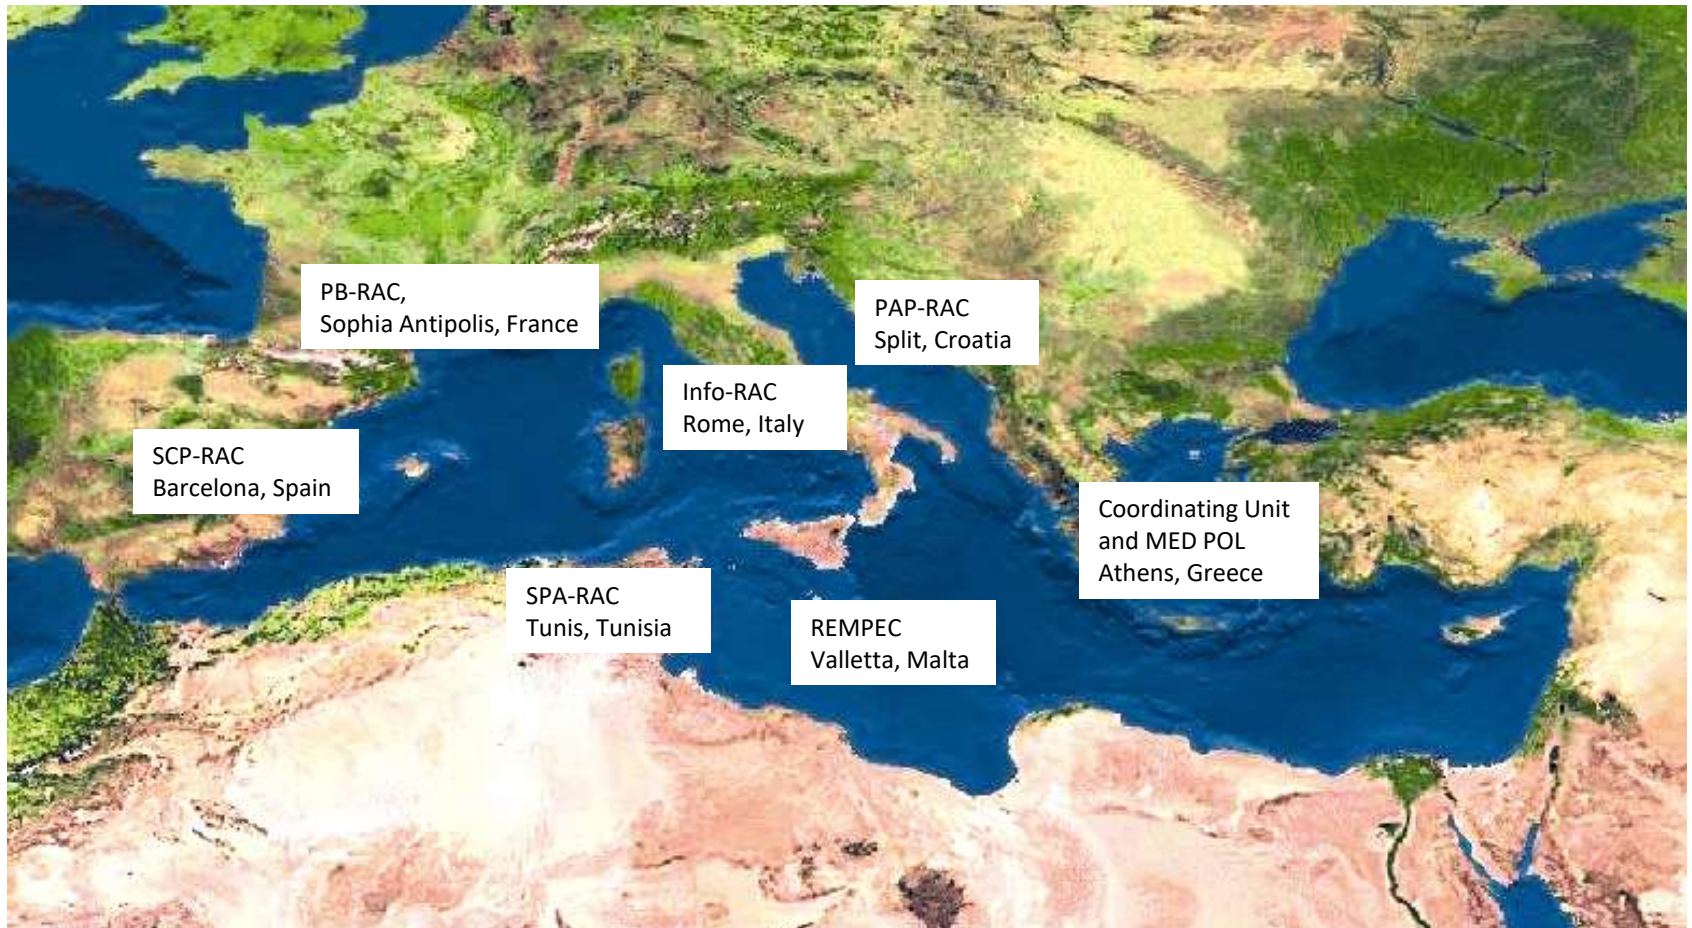 PB-RAC,
Sophia Antipolis, France
PAP-RAC
Split, Croatia
Info-RAC
Rome, Italy
SCP-RAC
Barcelona, Spain
Coordinating Unit
and MED POL
Athens, Greece
SPA-RAC
Tunis, Tunisia
REMPEC
Valletta, Malta